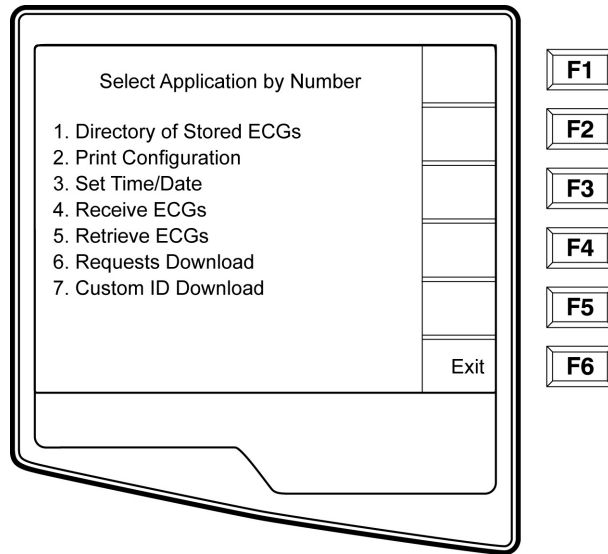 Select Application by Number
1. Directory of Stored ECGs
2. Print Configuration
3. Set Time/Date
4. Receive ECGs
5. Retrieve ECGs
6. Requests Download
7. Custom ID Download
Exit
F1
F2
F3
F4
F5
F6